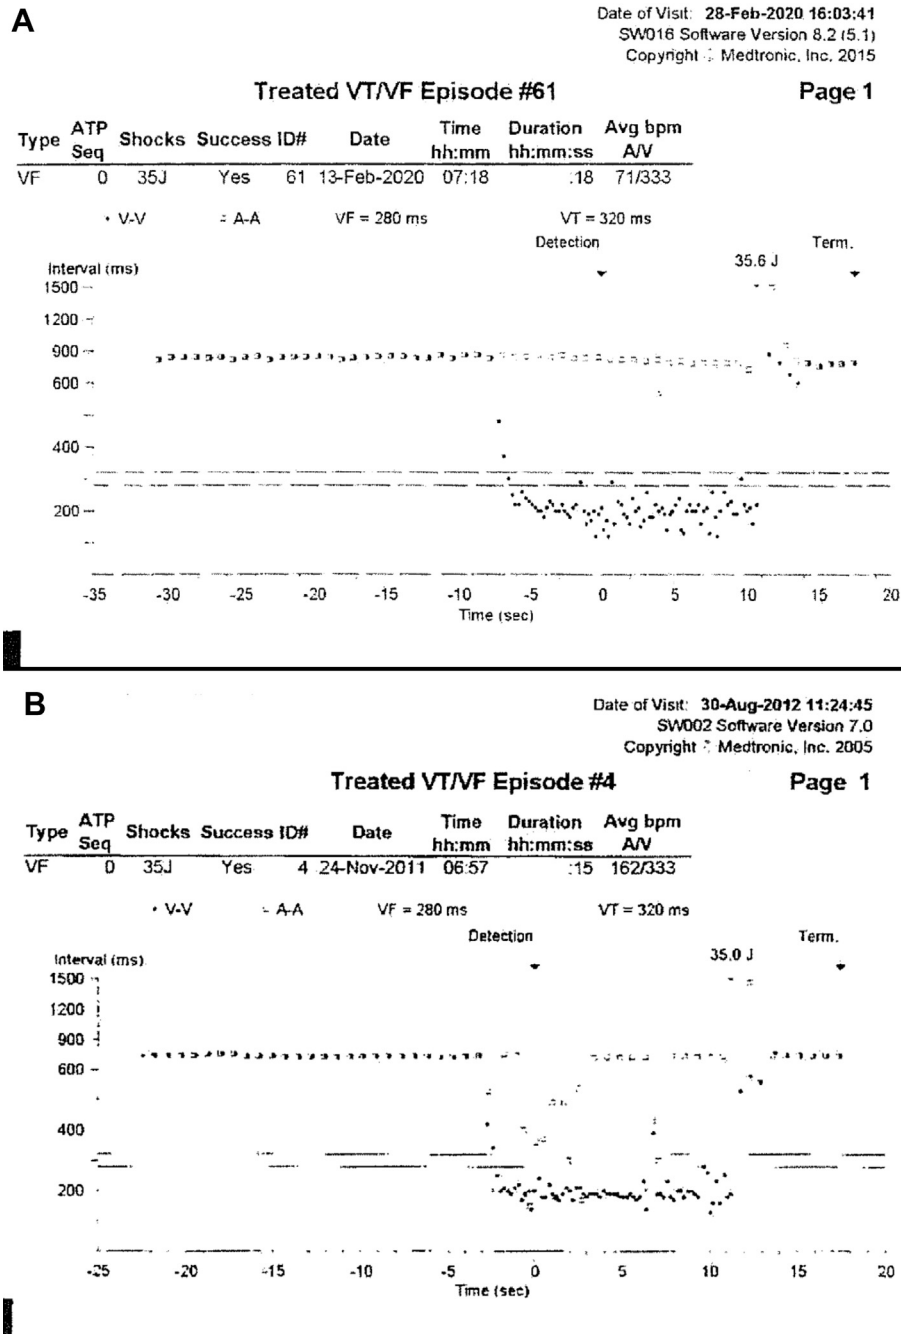 A
Date of Visit: 28-Feb-2020 16:03:41
SW016 Software Version 8.2 (5.1)
Copyright Medtronic, Inc. 2015
Treated VT/VF Episode #61 Page 1
Type ATP Seq Shocks Success ID# Date Time hh:mm Duration hh:mm:ss Avg bpm A/V
VF 0 35J Yes 61 13-Feb-2020 07:18 :18 71/333
V-V A-A VF = 280 ms VT = 320 ms
Detection Term.
35.6 J
Interval (ms)
1500
1200
900
600
400
200
-35 -30 -25 -20 -15 -10 -5 0 5 10 15 20
Time (sec)
B
Date of Visit: 30-Aug-2012 11:24:45
SW002 Software Version 7.0
Copyright Medtronic, Inc. 2005
Treated VT/VF Episode #4 Page 1
Type ATP Seq Shocks Success ID# Date Time hh:mm Duration hh:mm:ss Avg bpm A/V
VF 0 35J Yes 4 24-Nov-2011 06:57 :15 162/333
V-V A-A VF = 280 ms VT = 320 ms
Detection Term.
35.0 J
Interval (ms)
1500
1200
900
600
400
200
-25 -20 -15 -10 -5 0 5 10 15 20
Time (sec)